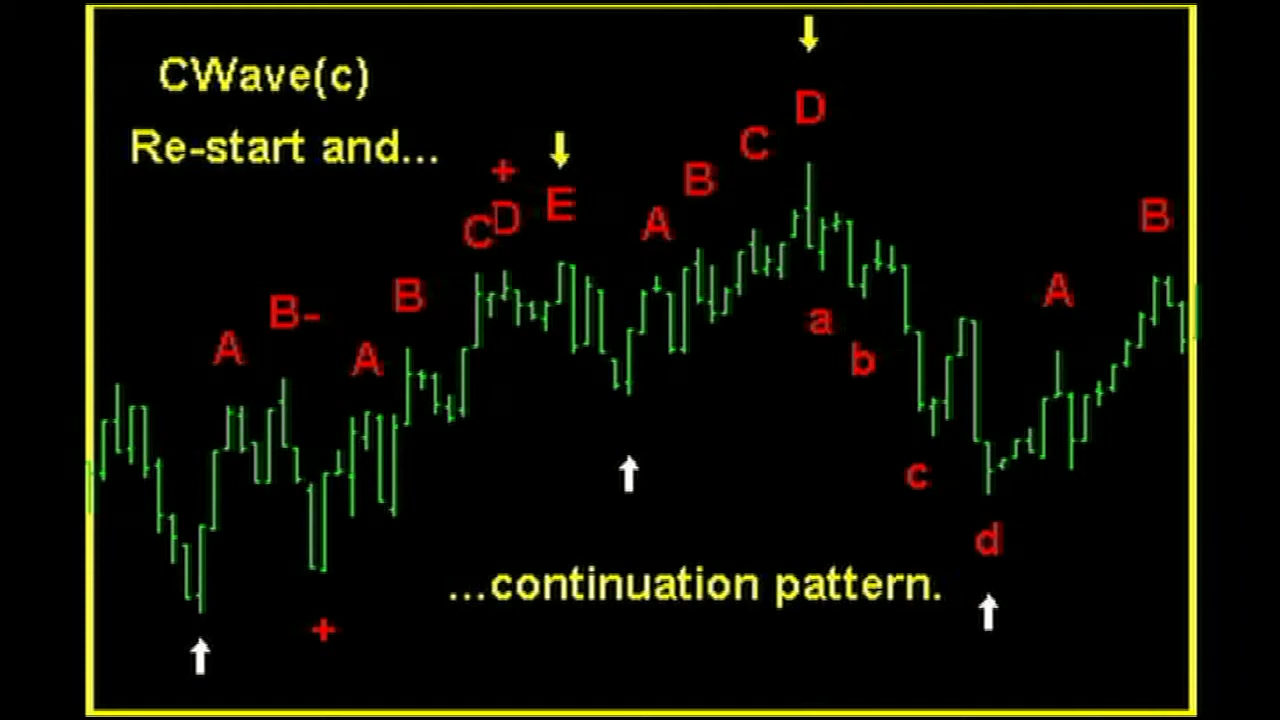 CWave(c)
Re-start and...
A
B-
+
A
B
C
D
+
E
A
B
C
D
a
b
c
d
A
B
...continuation pattern.